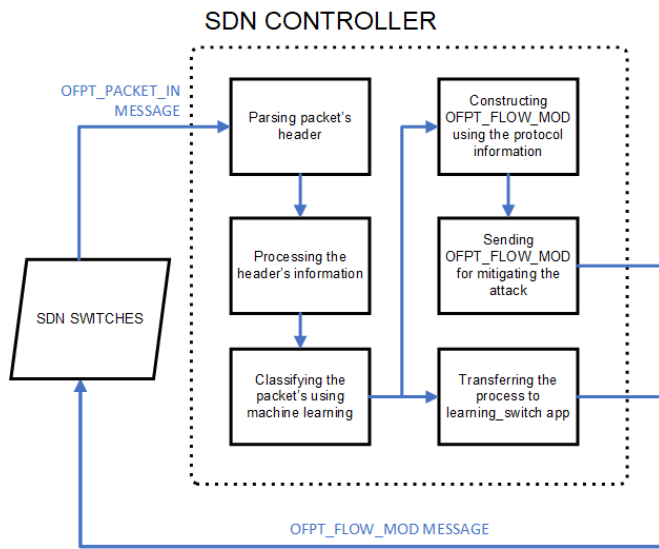 SDN CONTROLLER
OFPT_PACKET_IN
MESSAGE
Parsing packet's
header
Constructing
OFPT_FLOW_MOD
using the protocol
information
Processing the
header's information
Sending
OFPT_FLOW_MOD
for mitigating the
attack
SDN SWITCHES
Classifying the
packet's using
machine learning
Transferring the
process to
learning_switch app
OFPT_FLOW_MOD MESSAGE